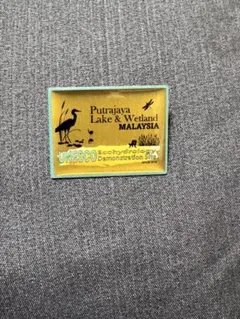 Putrajaya
Lake & Wetland
MALAYSIA
UNESCO Ecohydrology
Demonstration Site